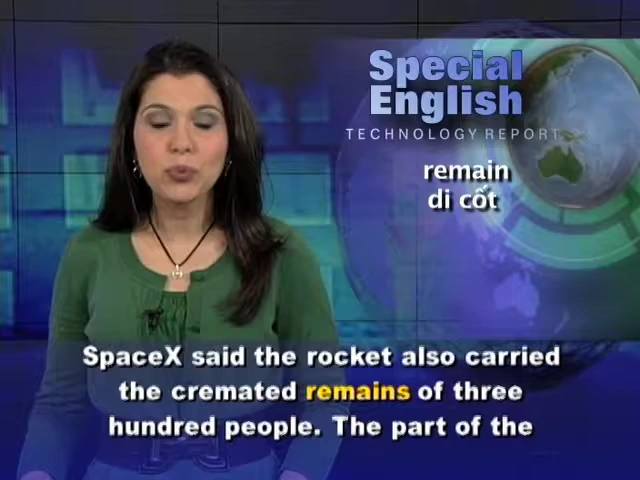 Special
English
TECHNOLOGY REPORT
remain
di cốt
SpaceX said the rocket also carried
the cremated remains of three
hundred people. The part of the